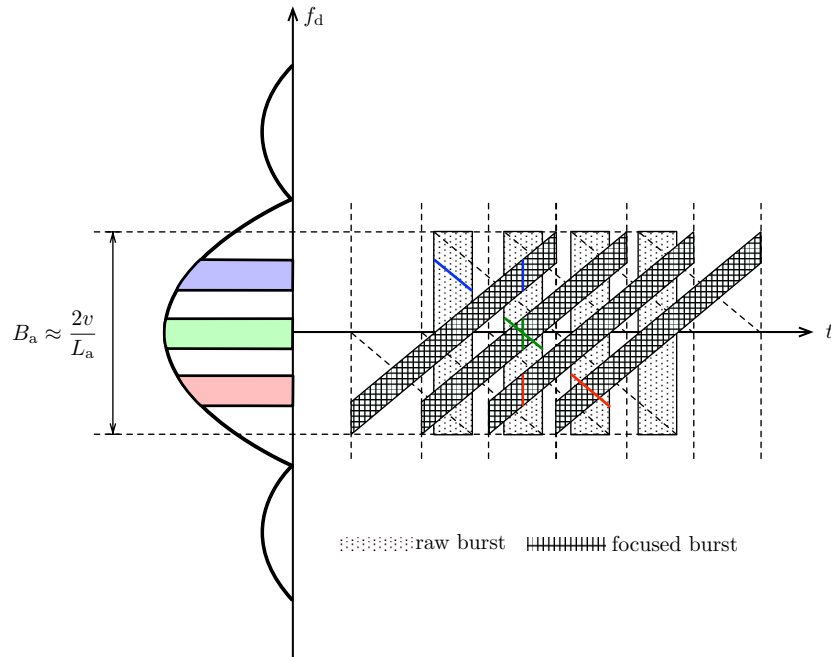 f_d
B_a ≈ 2v/L_a
t
raw burst
focused burst